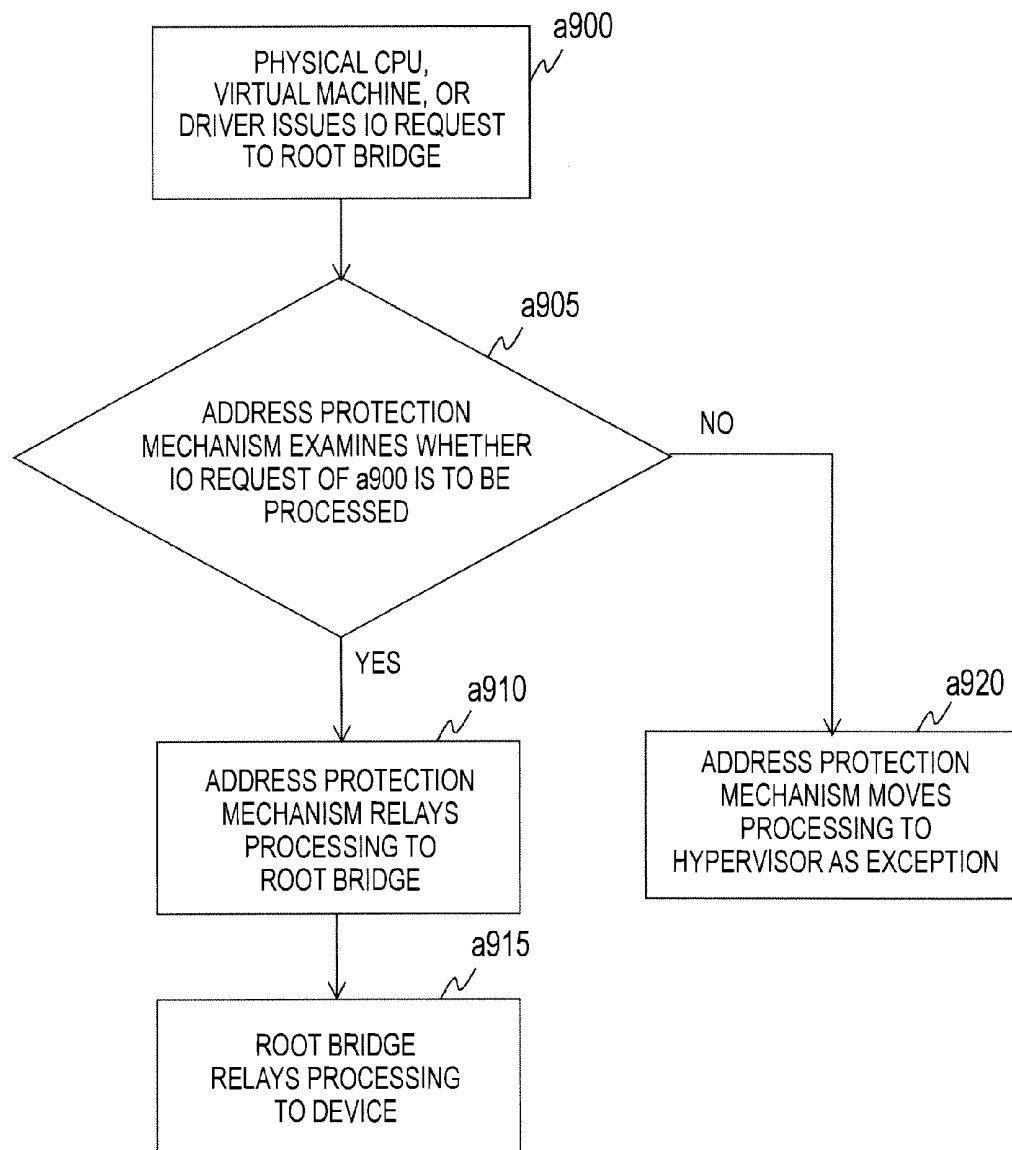 a900
PHYSICAL CPU,
VIRTUAL MACHINE, OR
DRIVER ISSUES IO REQUEST
TO ROOT BRIDGE
a905
ADDRESS PROTECTION
MECHANISM EXAMINES WHETHER
IO REQUEST OF a900 IS TO BE
PROCESSED
NO
YES
a910
ADDRESS PROTECTION
MECHANISM RELAYS
PROCESSING TO
ROOT BRIDGE
a920
ADDRESS PROTECTION
MECHANISM MOVES
PROCESSING TO
HYPERVISOR AS EXCEPTION
a915
ROOT BRIDGE
RELAYS PROCESSING
TO DEVICE